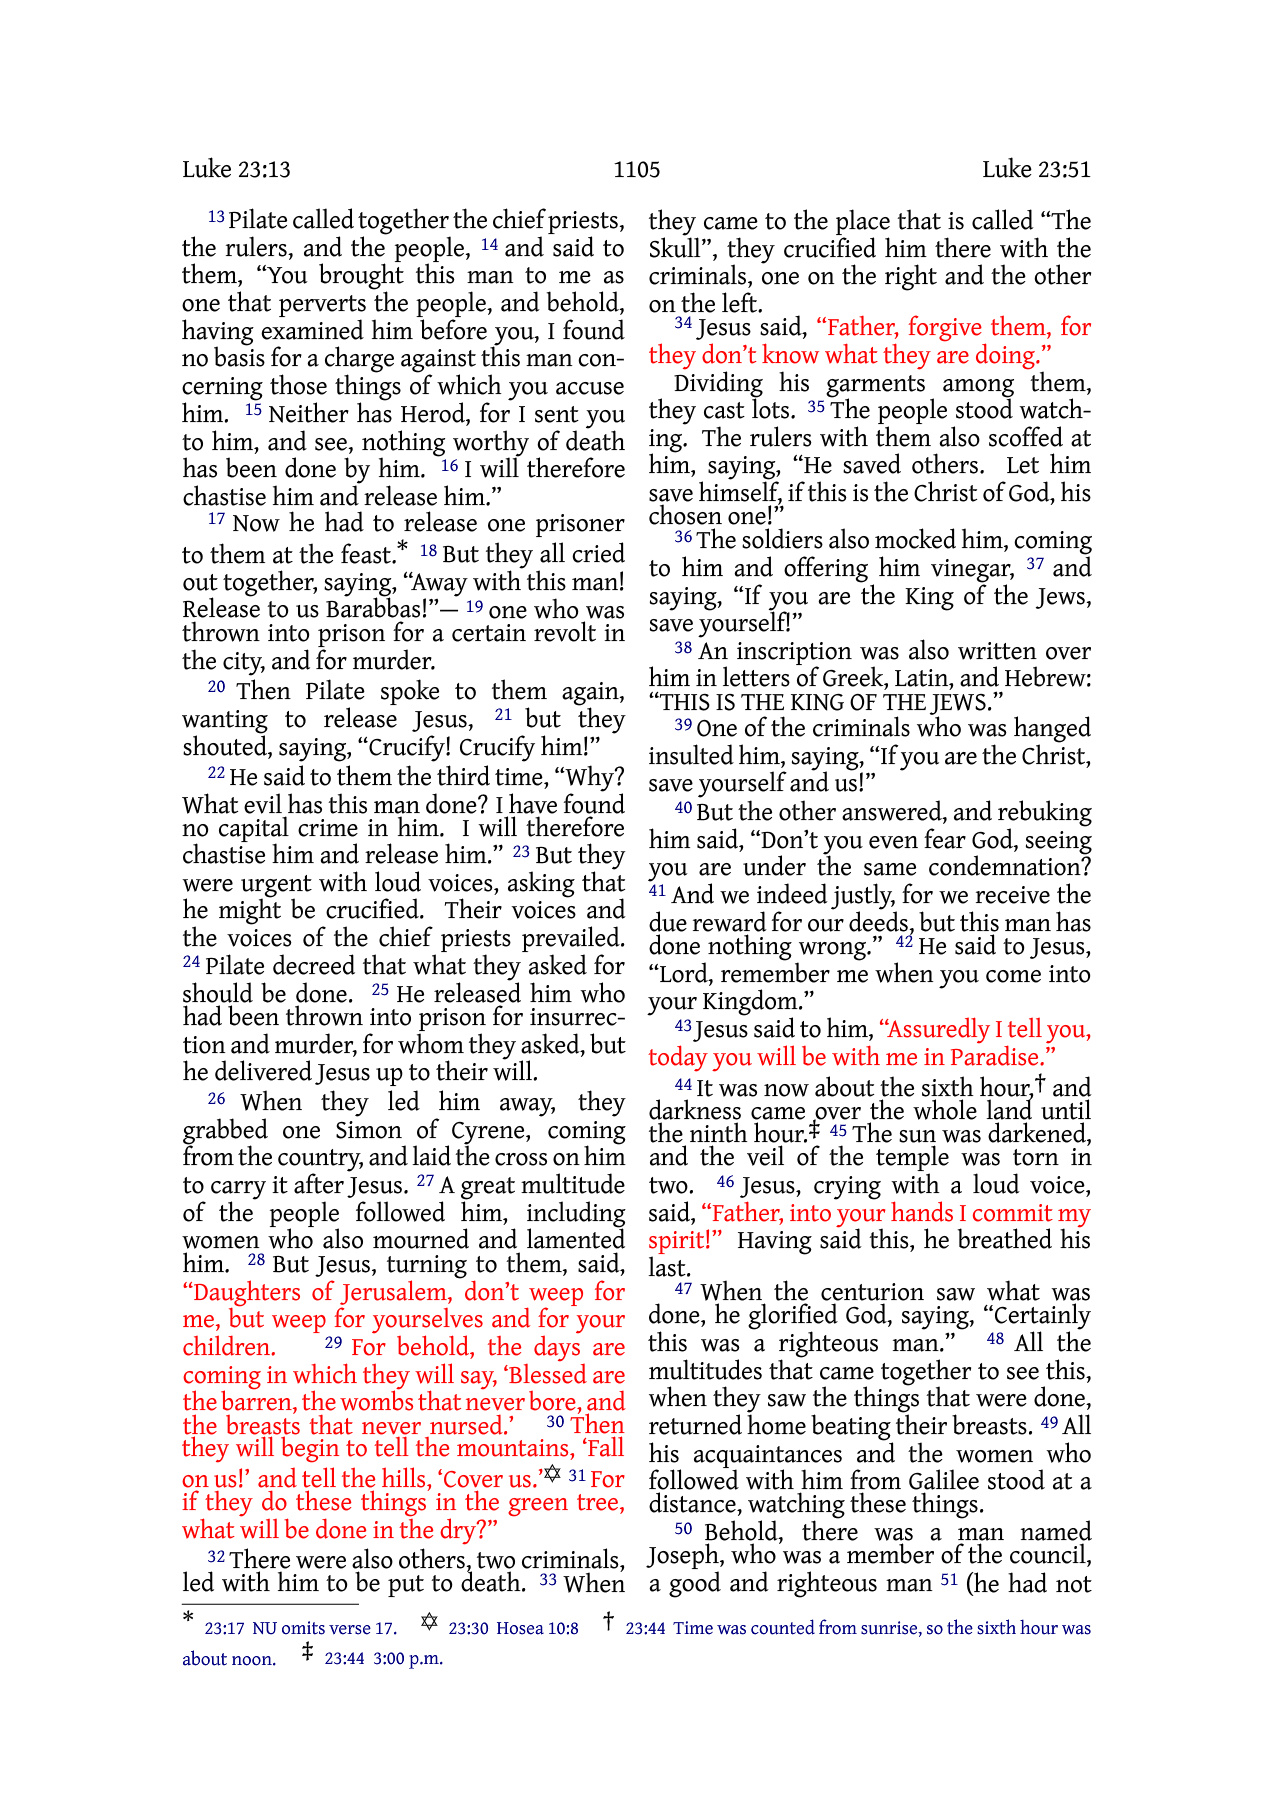 Luke 23:13 1105 Luke 23:51
13 Pilate called together the chief priests,
the rulers, and the people, 14 and said to
them, “You brought this man to me as
one that perverts the people, and behold,
having examined him before you, I found
no basis for a charge against this man con-
cerning those things of which you accuse
him. 15 Neither has Herod, for I sent you
to him, and see, nothing worthy of death
has been done by him. 16 I will therefore
chastise him and release him.”
17 Now he had to release one prisoner
to them at the feast.* 18 But they all cried
out together, saying, “Away with this man!
Release to us Barabbas!”— 19 one who was
thrown into prison for a certain revolt in
the city, and for murder.
20 Then Pilate spoke to them again,
wanting to release Jesus, 21 but they
shouted, saying, “Crucify! Crucify him!”
22 He said to them the third time, “Why?
What evil has this man done? I have found
no capital crime in him. I will therefore
chastise him and release him.” 23 But they
were urgent with loud voices, asking that
he might be crucified. Their voices and
the voices of the chief priests prevailed.
24 Pilate decreed that what they asked for
should be done. 25 He released him who
had been thrown into prison for insurrec-
tion and murder, for whom they asked, but
he delivered Jesus up to their will.
26 When they led him away, they
grabbed one Simon of Cyrene, coming
from the country, and laid the cross on him
to carry it after Jesus. 27 A great multitude
of the people followed him, including
women who also mourned and lamented
him. 28 But Jesus, turning to them, said,
“Daughters of Jerusalem, don’t weep for
me, but weep for yourselves and for your
children. 29 For behold, the days are
coming in which they will say, ‘Blessed are
the barren, the wombs that never bore, and
the breasts that never nursed.’ 30 Then
they will begin to tell the mountains, ‘Fall
on us!’ and tell the hills, ‘Cover us.’✡ 31 For
if they do these things in the green tree,
what will be done in the dry?”
32 There were also others, two criminals,
led with him to be put to death. 33 When
they came to the place that is called “The
Skull”, they crucified him there with the
criminals, one on the right and the other
on the left.
34 Jesus said, “Father, forgive them, for
they don’t know what they are doing.”
Dividing his garments among them,
they cast lots. 35 The people stood watch-
ing. The rulers with them also scoffed at
him, saying, “He saved others. Let him
save himself, if this is the Christ of God, his
chosen one!”
36 The soldiers also mocked him, coming
to him and offering him vinegar, 37 and
saying, “If you are the King of the Jews,
save yourself!”
38 An inscription was also written over
him in letters of Greek, Latin, and Hebrew:
“THIS IS THE KING OF THE JEWS.”
39 One of the criminals who was hanged
insulted him, saying, “If you are the Christ,
save yourself and us!”
40 But the other answered, and rebuking
him said, “Don’t you even fear God, seeing
you are under the same condemnation?
41 And we indeed justly, for we receive the
due reward for our deeds, but this man has
done nothing wrong.” 42 He said to Jesus,
“Lord, remember me when you come into
your Kingdom.”
43 Jesus said to him, “Assuredly I tell you,
today you will be with me in Paradise.”
44 It was now about the sixth hour,† and
darkness came over the whole land until
the ninth hour.‡ 45 The sun was darkened,
and the veil of the temple was torn in
two. 46 Jesus, crying with a loud voice,
said, “Father, into your hands I commit my
spirit!” Having said this, he breathed his
last.
47 When the centurion saw what was
done, he glorified God, saying, “Certainly
this was a righteous man.” 48 All the
multitudes that came together to see this,
when they saw the things that were done,
returned home beating their breasts. 49 All
his acquaintances and the women who
followed with him from Galilee stood at a
distance, watching these things.
50 Behold, there was a man named
Joseph, who was a member of the council,
a good and righteous man 51 (he had not
* 23:17 NU omits verse 17. ✡ 23:30 Hosea 10:8 † 23:44 Time was counted from sunrise, so the sixth hour was
about noon. ‡ 23:44 3:00 p.m.